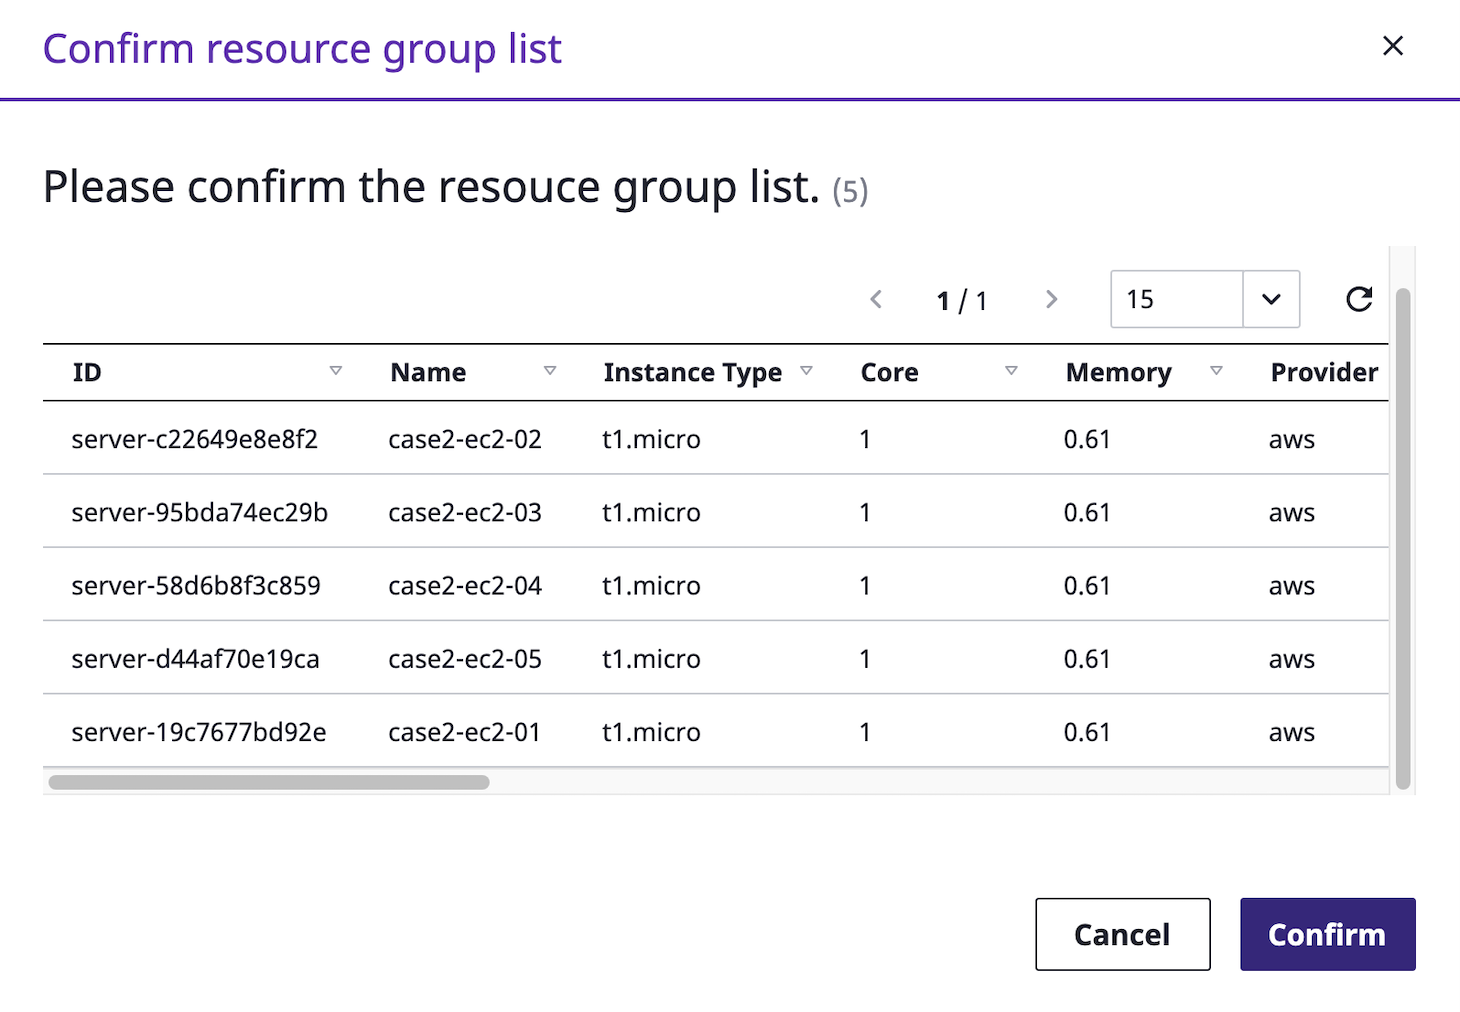 Confirm resource group list
Please confirm the resouce group list. (5)
1 / 1 15
ID Name Instance Type Core Memory Provider
server-c22649e8e8f2 case2-ec2-02 t1.micro 1 0.61 aws
server-95bda74ec29b case2-ec2-03 t1.micro 1 0.61 aws
server-58d6b8f3c859 case2-ec2-04 t1.micro 1 0.61 aws
server-d44af70e19ca case2-ec2-05 t1.micro 1 0.61 aws
server-19c7677bd92e case2-ec2-01 t1.micro 1 0.61 aws
Cancel Confirm